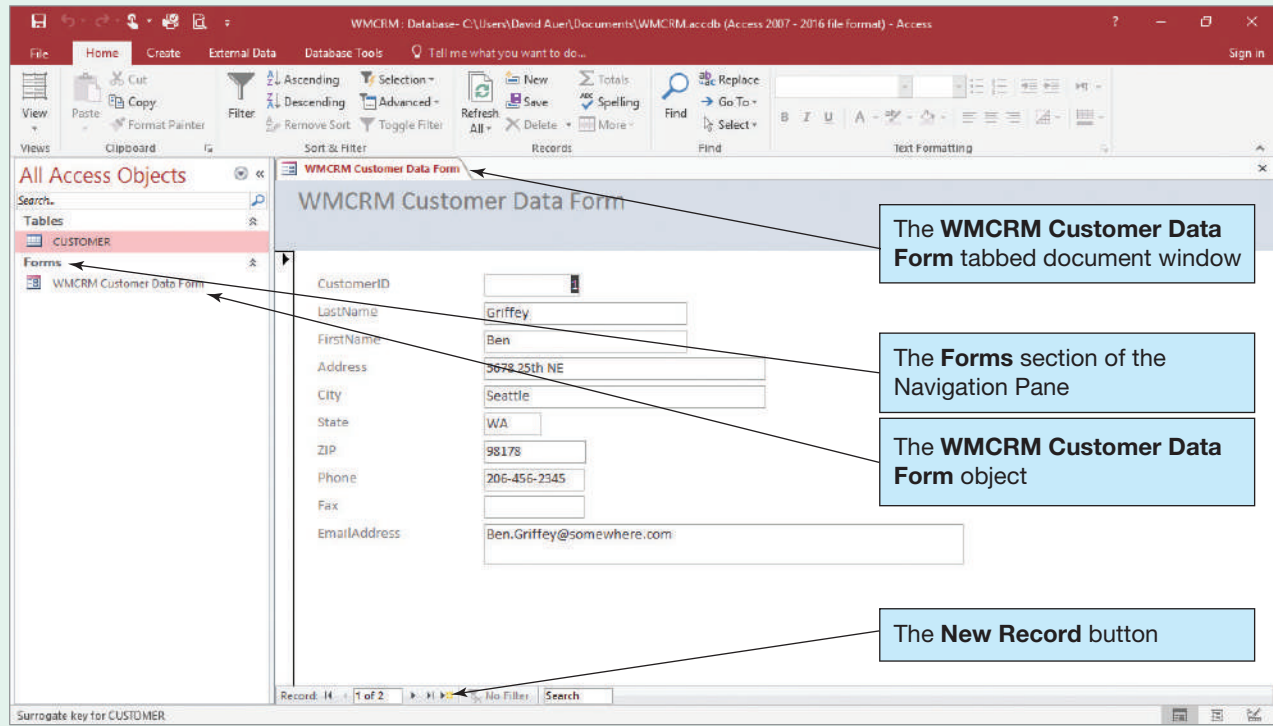 WMCRM : Database- C:\Users\David Auer\Documents\WMCRM.accdb (Access 2007 - 2016 file format) - Access
?
File Home Create External Data Database Tools Tell me what you want to do... Sign in
View
Views
Paste
Cut
Copy
Format Painter
Clipboard
Filter
Ascending
Descending
Remove Sort
Selection
Advanced
Toggle Filter
Sort & Filter
Refresh
All
New
Save
Delete
Totals
Spelling
More
Records
Find
Replace
Go To
Select
Find
B I U A
Text Formatting
All Access Objects
Search..
Tables
CUSTOMER
Forms
WMCRM Customer Data Form
WMCRM Customer Data Form
WMCRM Customer Data Form
CustomerID 1
LastName Griffey
FirstName Ben
Address 5678 25th NE
City Seattle
State WA
ZIP 98178
Phone 206-456-2345
Fax
EmailAddress Ben.Griffey@somewhere.com
The WMCRM Customer Data
Form tabbed document window
The Forms section of the
Navigation Pane
The WMCRM Customer Data
Form object
The New Record button
Record: 1 of 2 No Filter Search
Surrogate key for CUSTOMER